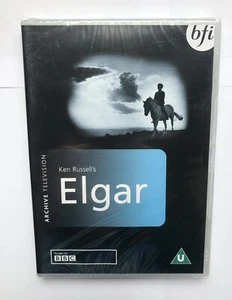 bfi
ARCHIVE TELEVISION
Ken Russell's
Elgar
BBC
U